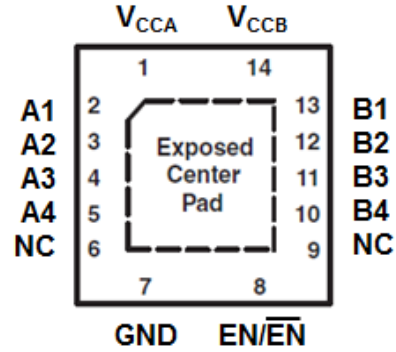 VCCA VCCB
1 14
A1 2 13 B1
A2 3 Exposed 12 B2
A3 4 Center 11 B3
A4 5 Pad 10 B4
NC 6 9 NC
7 8
GND EN/E̅N̅